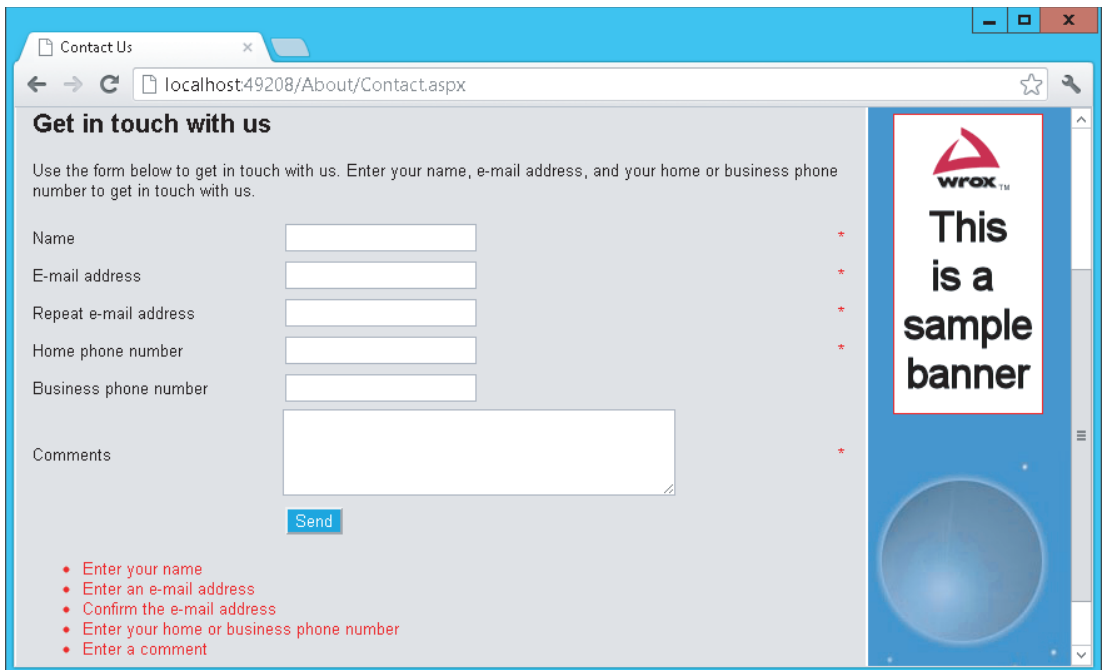 Contact Us
localhost:49208/About/Contact.aspx
Get in touch with us
Use the form below to get in touch with us. Enter your name, e-mail address, and your home or business phone
number to get in touch with us.
Name *
E-mail address *
Repeat e-mail address *
Home phone number *
Business phone number
Comments *
Send
• Enter your name
• Enter an e-mail address
• Confirm the e-mail address
• Enter your home or business phone number
• Enter a comment
wrox TM
This
is a
sample
banner